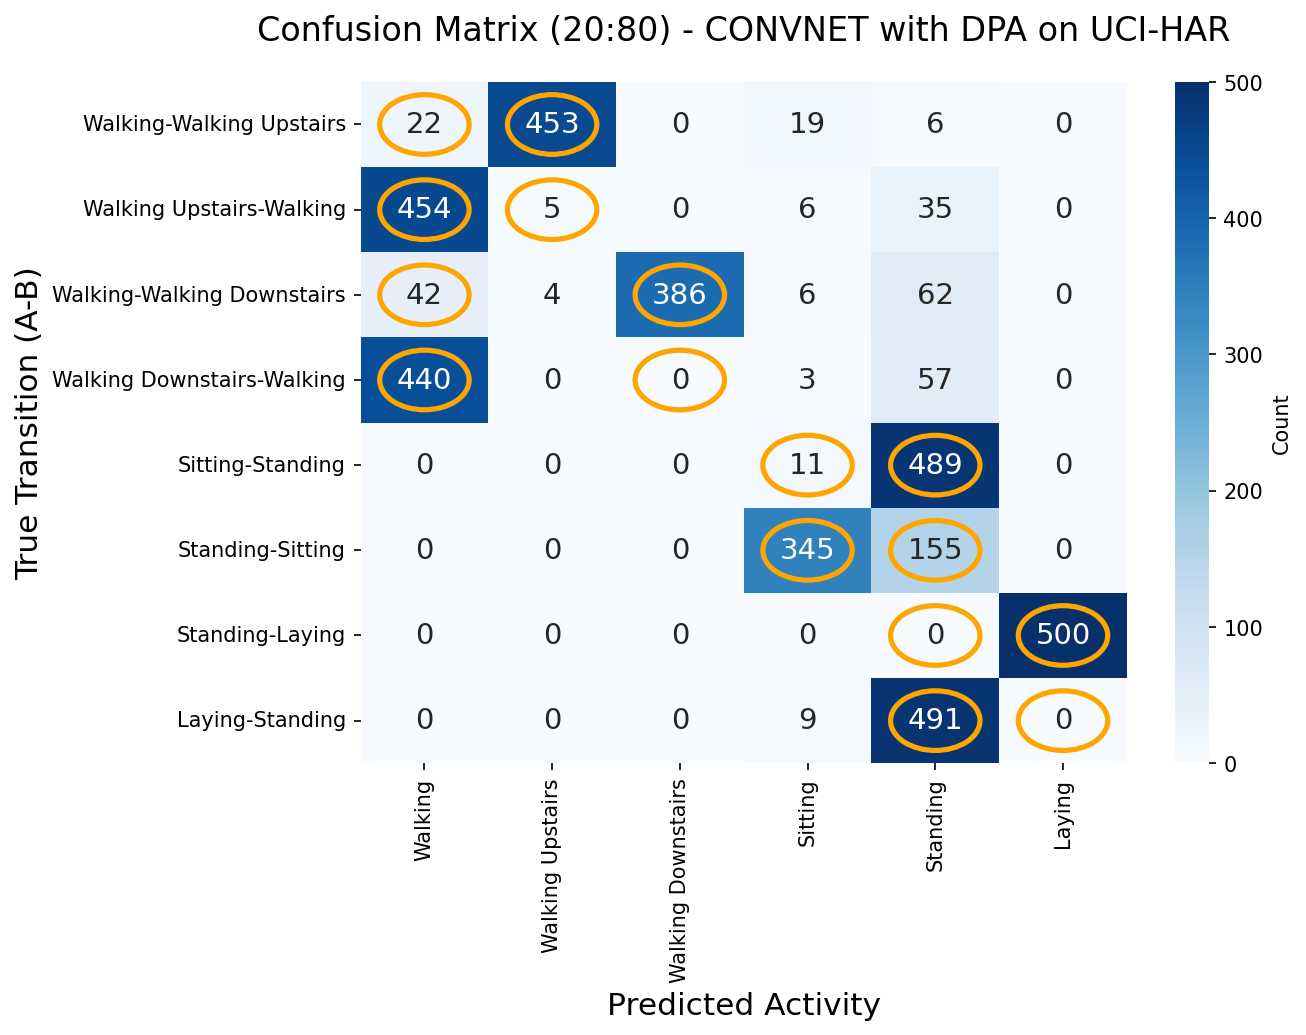 Confusion Matrix (20:80) - CONVNET with DPA on UCI-HAR
True Transition (A-B)
Walking-Walking Upstairs 22 453 0 19 6 0
Walking Upstairs-Walking 454 5 0 6 35 0
Walking-Walking Downstairs 42 4 386 6 62 0
Walking Downstairs-Walking 440 0 0 3 57 0
Sitting-Standing 0 0 0 11 489 0
Standing-Sitting 0 0 0 345 155 0
Standing-Laying 0 0 0 0 0 500
Laying-Standing 0 0 0 9 491 0
Walking
Walking Upstairs
Walking Downstairs
Sitting
Standing
Laying
Predicted Activity
500
400
300
200
100
0
Count